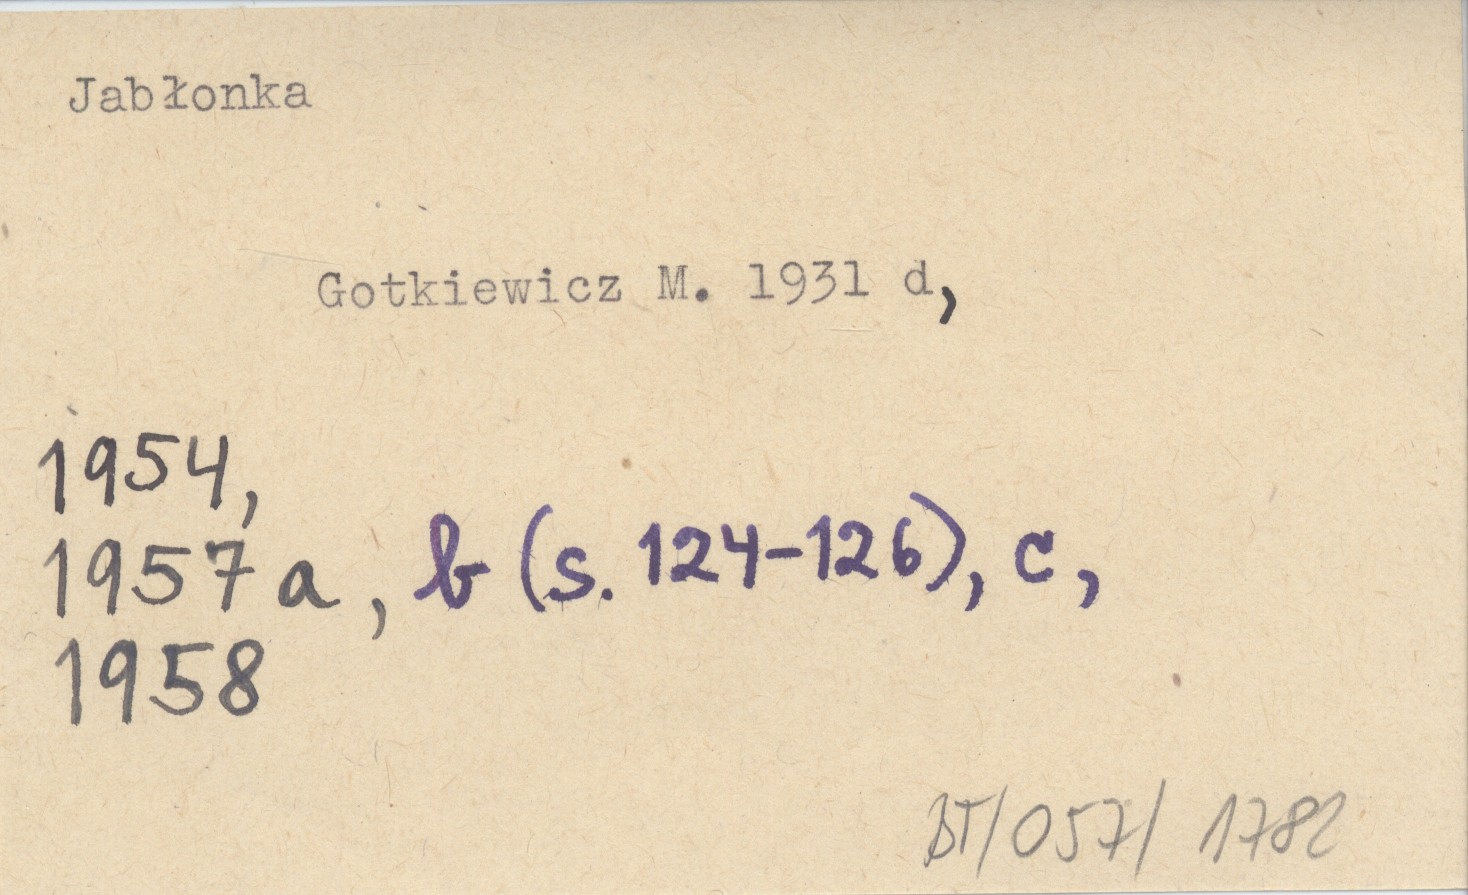 Jabłonka
Gotkiewicz M. 1931 d,
1954,
1957 a, b (s. 124-126), c,
1958
BT/057/ 1782